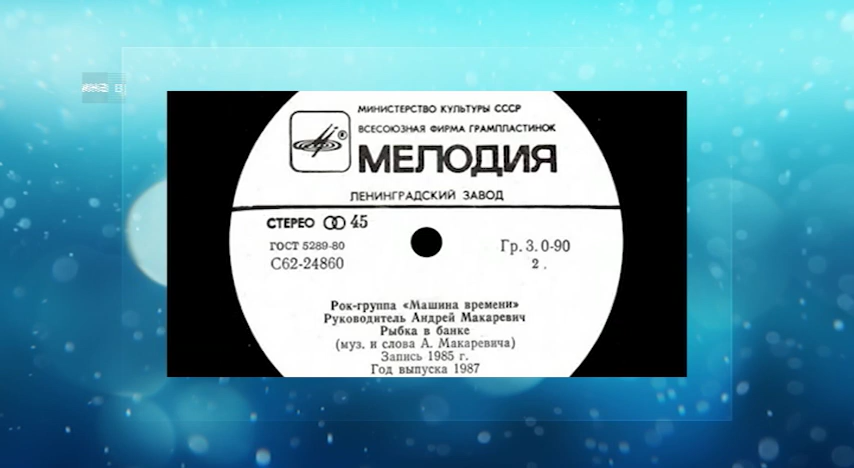 МИНИСТЕРСТВО КУЛЬТУРЫ СССР
ВСЕСОЮЗНАЯ ФИРМА ГРАМПЛАСТИНОК
МЕЛОДИЯ
ЛЕНИНГРАДСКИЙ ЗАВОД
СТЕРЕО 45
ГОСТ 5289-80
С62-24860
Гр. 3. 0-90
2 .
Рок-группа «Машина времени»
Руководитель Андрей Макаревич
Рыбка в банке
(муз. и слова А. Макаревича)
Запись 1985 г.
Год выпуска 1987